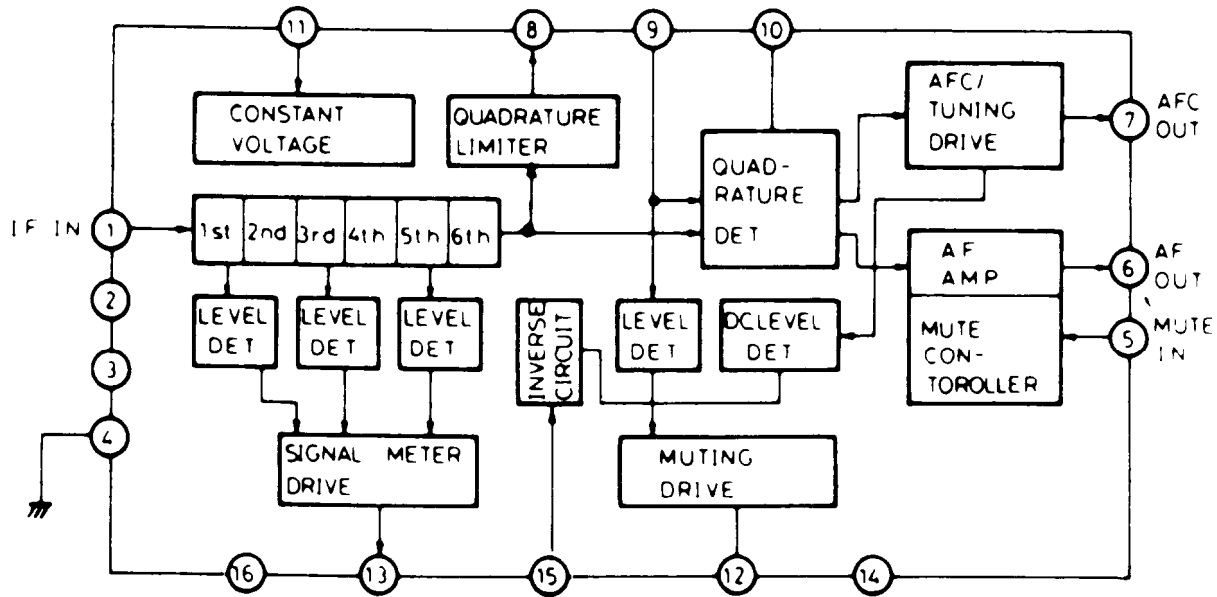 11
8
9
10
CONSTANT
VOLTAGE
QUADRATURE
LIMITER
AFC/
TUNING
DRIVE
7
AFC
OUT
QUAD-
RATURE
DET
IF IN
1
1st
2nd
3rd
4th
5th
6th
AF
AMP
6
AF
OUT
2
LEVEL
DET
LEVEL
DET
LEVEL
DET
INVERSE
CIRCUIT
LEVEL
DET
DCLEVEL
DET
MUTE
CON-
TOROLLER
5
MUTE
IN
3
4
SIGNAL METER
DRIVE
MUTING
DRIVE
16
13
15
12
14